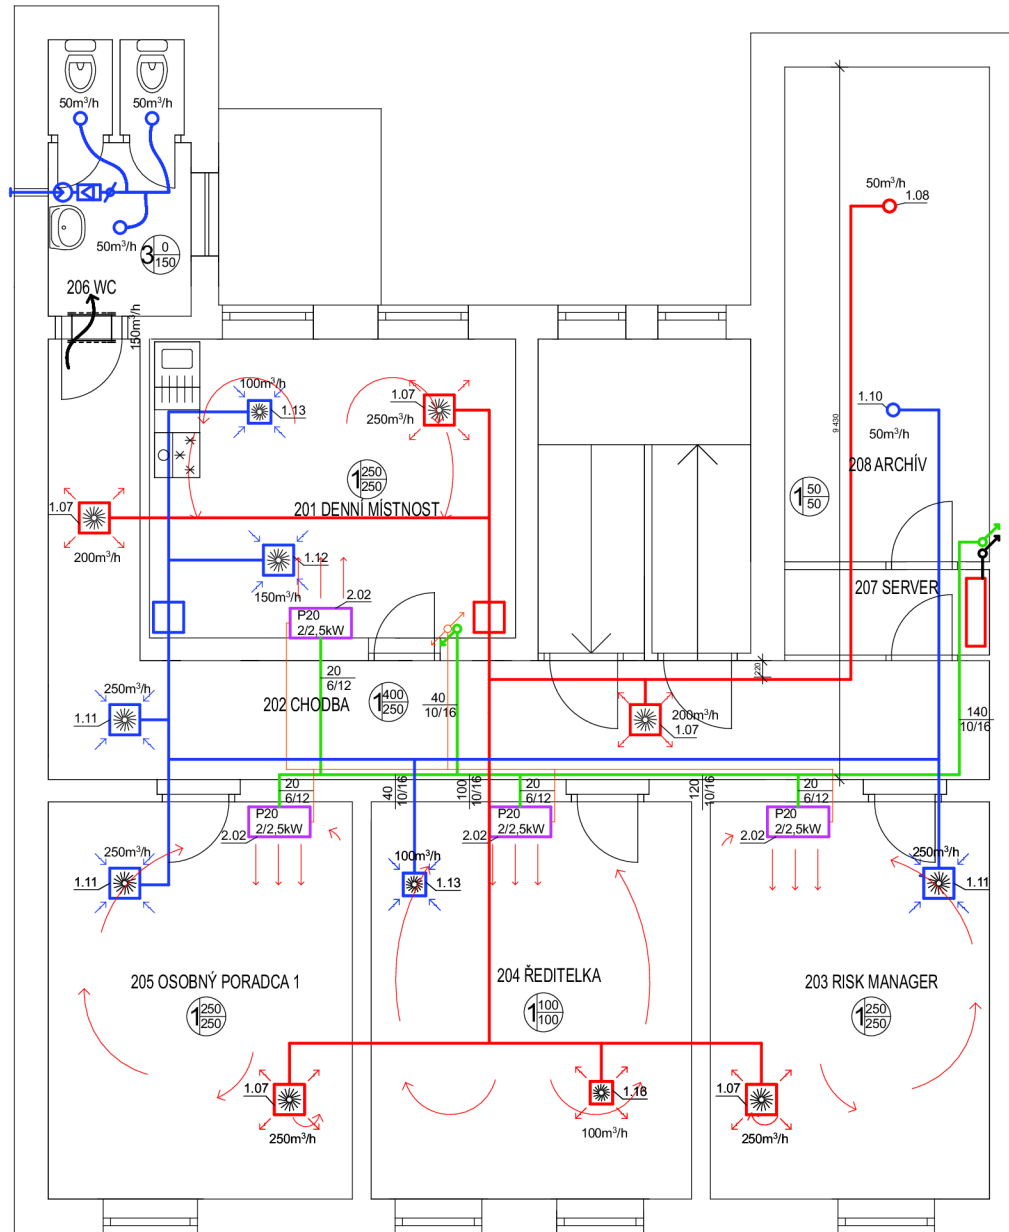 50m³/h
50m³/h
50m³/h
3
0
150
206 WC
150m³/h
50m³/h
1.08
9 430
1.10
50m³/h
208 ARCHÍV
1
50
50
207 SERVER
100m³/h
1.13
1.07
250m³/h
1
250
250
201 DENNÍ MÍSTNOST
1.07
200m³/h
1.12
150m³/h
2.02
P20
2/2,5kW
20
6/12
202 CHODBA
1
400
250
40
10/16
220
200m³/h
1.07
140
10/16
250m³/h
1.11
20
6/12
40
10/16
100
10/16
20
6/12
120
10/16
20
6/12
P20
2/2,5kW
2.02
P20
2/2,5kW
2.02
P20
2/2,5kW
2.02
250m³/h
1.11
100m³/h
1.13
250m³/h
1.11
205 OSOBNÝ PORADCA 1
1
250
250
204 ŘEDITELKA
1
100
100
203 RISK MANAGER
1
250
250
1.07
250m³/h
100m³/h
1.07
250m³/h